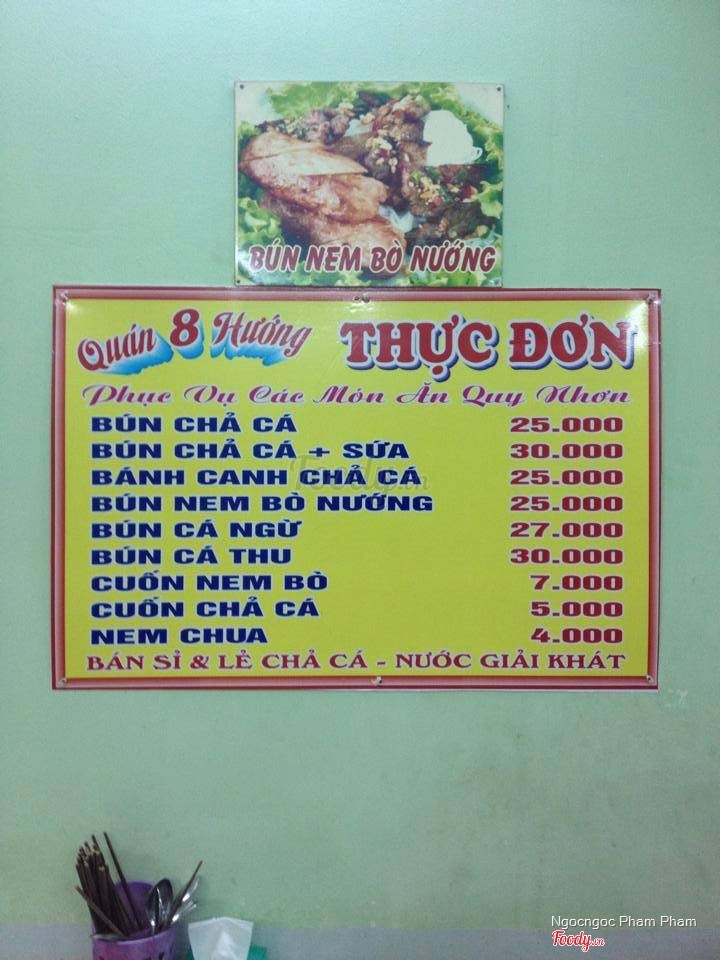 BÚN NEM BÒ NƯỚNG
Quán 8 Hướng THỰC ĐƠN
Phục Vụ Các Món Ăn Quy Nhơn
BÚN CHẢ CÁ 25.000
BÚN CHẢ CÁ + SỨA 30.000
BÁNH CANH CHẢ CÁ 25.000
BÚN NEM BÒ NƯỚNG 25.000
BÚN CÁ NGỪ 27.000
BÚN CÁ THU 30.000
CUỐN NEM BÒ 7.000
CUỐN CHẢ CÁ 5.000
NEM CHUA 4.000
BÁN SỈ & LẺ CHẢ CÁ - NƯỚC GIẢI KHÁT
Foody.vn
Ngocngoc Pham Pham
Foody.vn